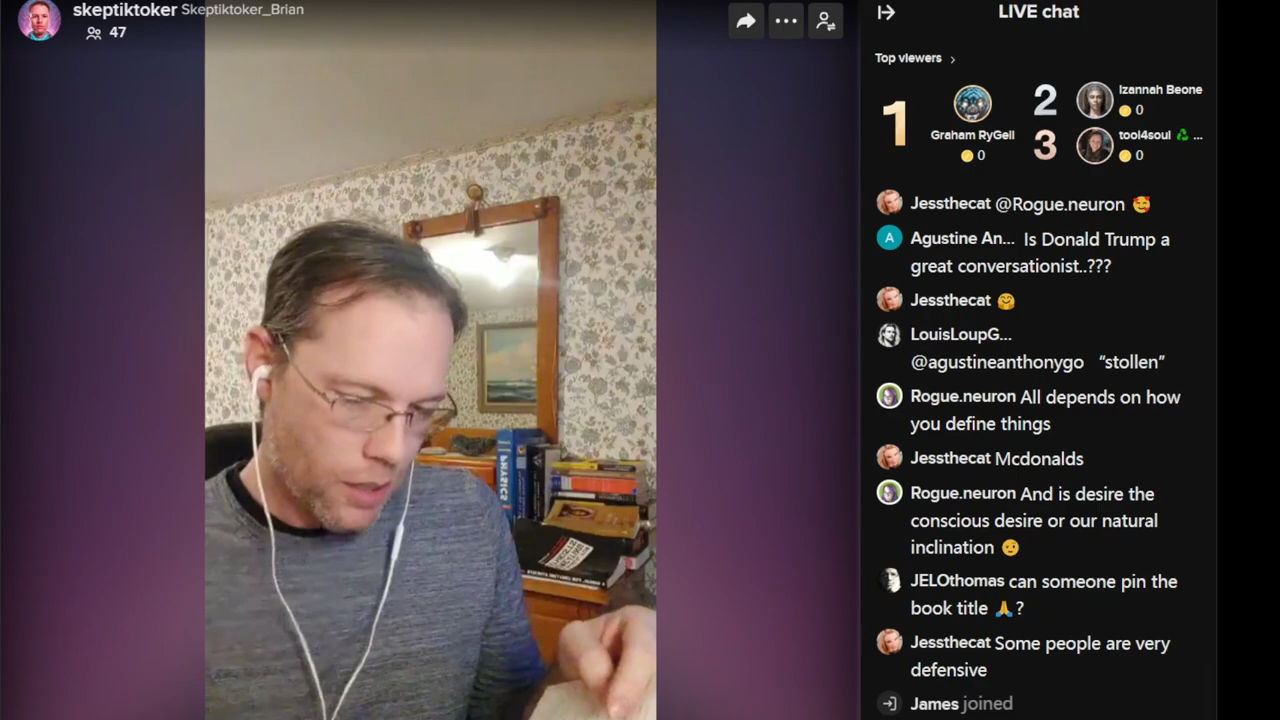 skeptiktoker Skeptiktoker_Brian
47
LIVE chat
Top viewers
1
Graham RyGell
0
2
Izannah Beone
0
3
tool4soul ♻ ...
0
Jessthecat @Rogue.neuron 🥰
A
Agustine An... Is Donald Trump a
great conversationist..???
Jessthecat 🤗
LouisLoupG...
@agustineanthonygo “stollen”
Rogue.neuron All depends on how
you define things
Jessthecat Mcdonalds
Rogue.neuron And is desire the
conscious desire or our natural
inclination 🤨
JELOthomas can someone pin the
book title 🙏?
Jessthecat Some people are very
defensive
James joined
PHYSICS